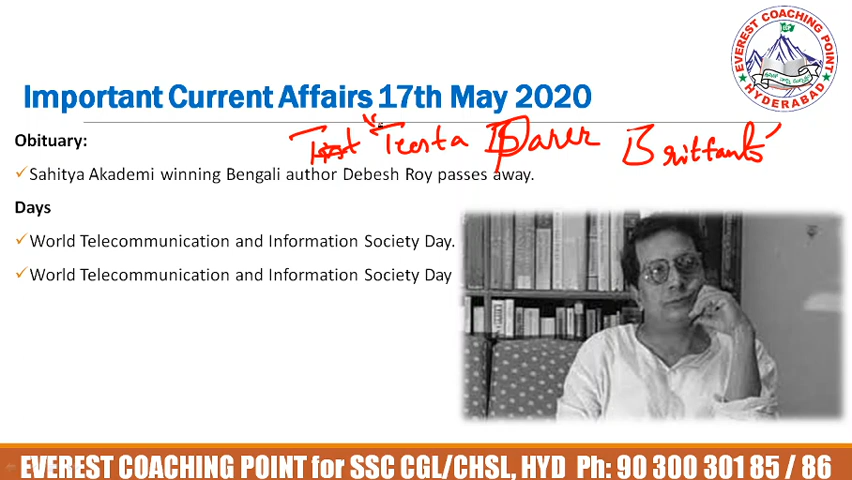 EVEREST COACHING POINT
HYDERABAD
Important Current Affairs 17th May 2020
Obituary:
"Teesta Parer Brittanto"
Sahitya Akademi winning Bengali author Debesh Roy passes away.
Days
World Telecommunication and Information Society Day.
World Telecommunication and Information Society Day
EVEREST COACHING POINT for SSC CGL/CHSL, HYD Ph: 90 300 301 85 / 86